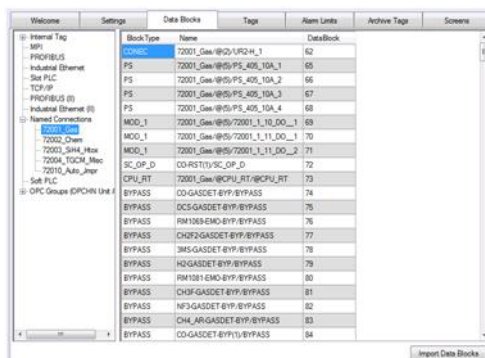 Welcome Settings Data Blocks Tags Alarm Limits Archive Tags Screens
Internal Tag
MPI
PROFIBUS
Industrial Ethernet
Slot PLC
TCP/IP
PROFIBUS (II)
Industrial Ethernet (II)
Named Connections
72001_Gas
72002_Chem
72003_SiH4_Htox
72004_TGCM_Misc
72010_Auto_Jmpr
Soft PLC
OPC Groups (OPCHN Unit
Block Type Name DataBlock
CONEC 72001_Gas/@(2)/UR2-H_1 62
PS 72001_Gas/@(5)/PS_405_10A_1 65
PS 72001_Gas/@(5)/PS_405_10A_2 66
PS 72001_Gas/@(5)/PS_405_10A_3 67
PS 72001_Gas/@(5)/PS_405_10A_4 68
MOD_1 72001_Gas/@(5)/72001_1_10_DO__1 69
MOD_1 72001_Gas/@(5)/72001_1_11_DO__1 70
MOD_1 72001_Gas/@(5)/72001_1_11_DO__2 71
SC_OP_D CO-RST(1)/SC_OP_D 72
CPU_RT 72001_Gas/@CPU_RT/@CPU_RT 73
BYPASS CO-GASDET-BYP/BYPASS 74
BYPASS DCS-GASDET-BYP/BYPASS 75
BYPASS RM1069-EMO-BYP/BYPASS 76
BYPASS CH2F2-GASDET-BYP/BYPASS 77
BYPASS 3MS-GASDET-BYP/BYPASS 78
BYPASS H2-GASDET-BYP/BYPASS 79
BYPASS RM1081-EMO-BYP/BYPASS 80
BYPASS CH3F-GASDET-BYP/BYPASS 81
BYPASS NF3-GASDET-BYP/BYPASS 82
BYPASS CH4_AR-GASDET-BYP/BYPASS 83
BYPASS CO-GASDET-BYP(1)/BYPASS 84
Import Data Blocks